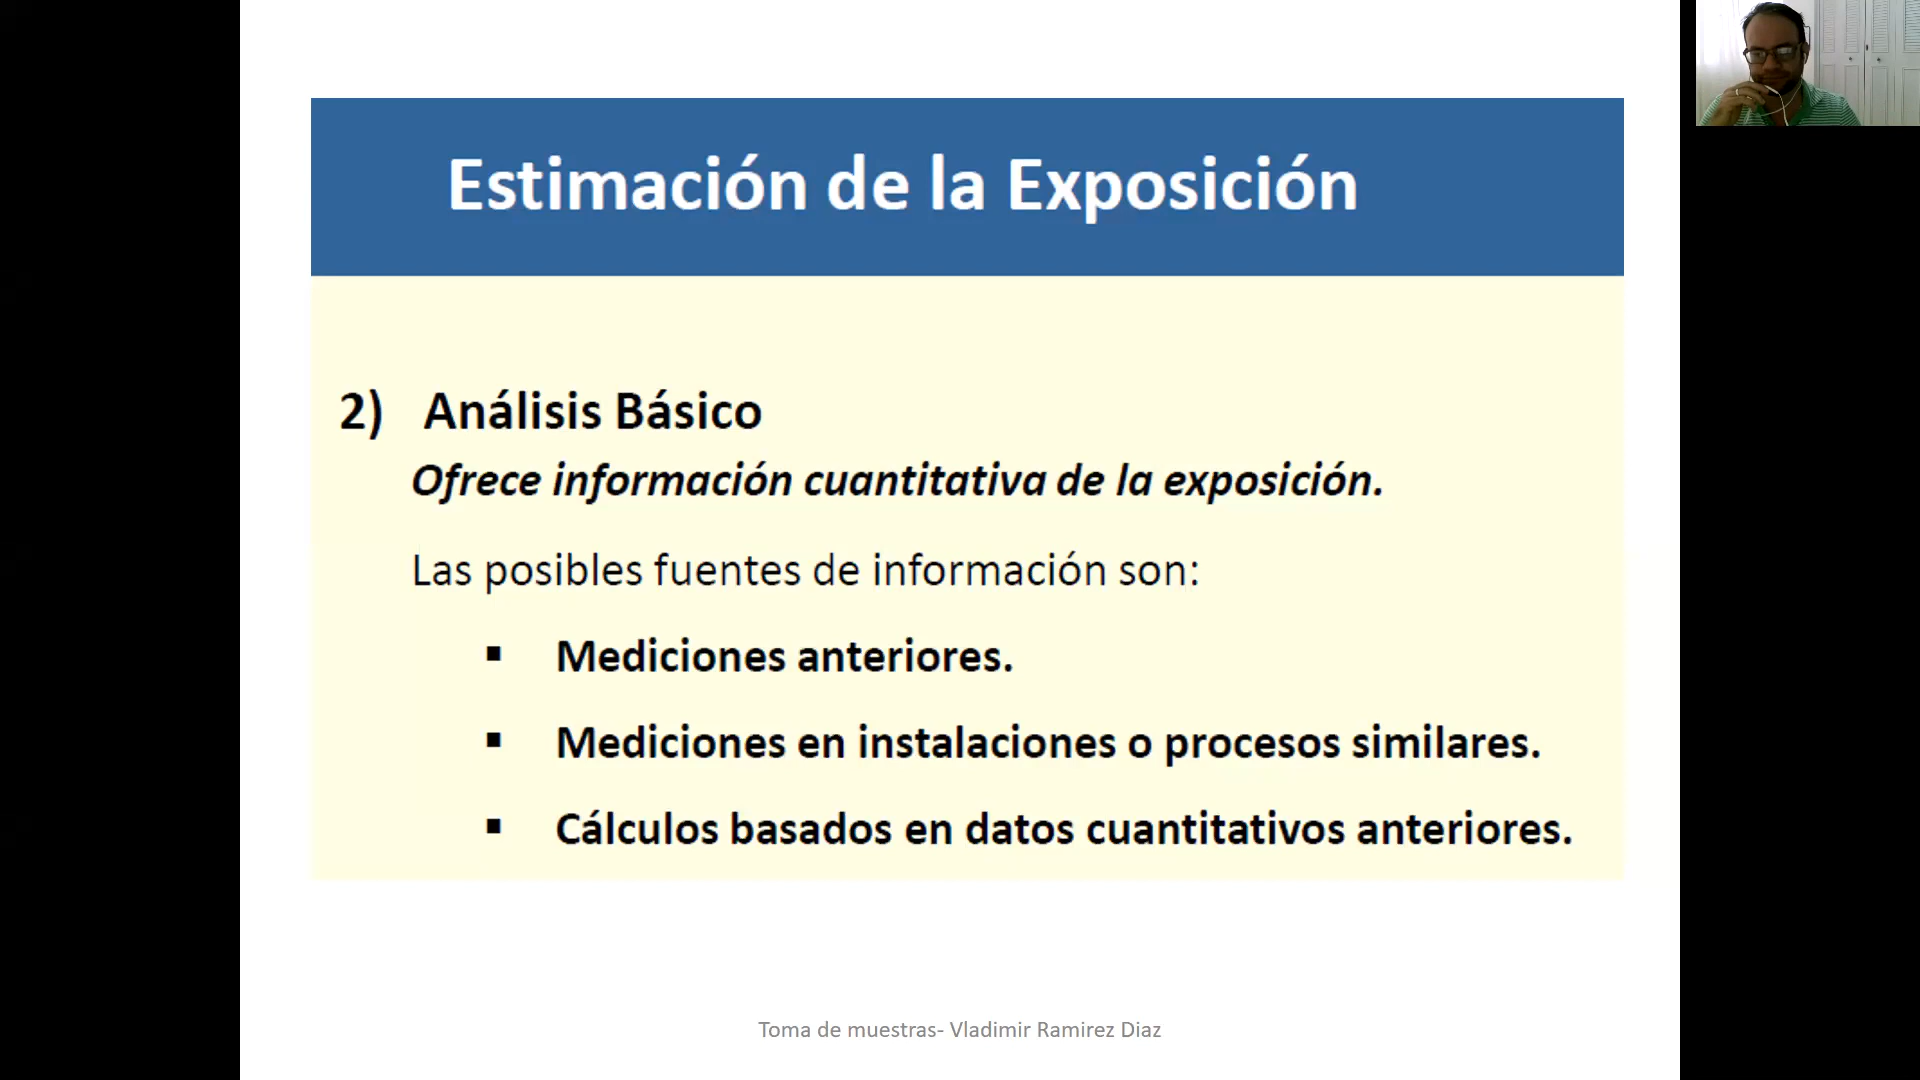 Estimación de la Exposición
2) Análisis Básico
Ofrece información cuantitativa de la exposición.
Las posibles fuentes de información son:
▪ Mediciones anteriores.
▪ Mediciones en instalaciones o procesos similares.
▪ Cálculos basados en datos cuantitativos anteriores.
Toma de muestras- Vladimir Ramirez Diaz